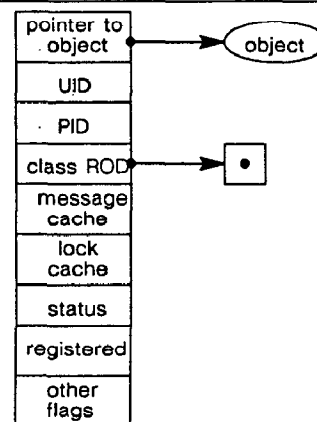 pointer to
object
object
UID
PID
class ROD
message
cache
lock
cache
status
registered
other
flags